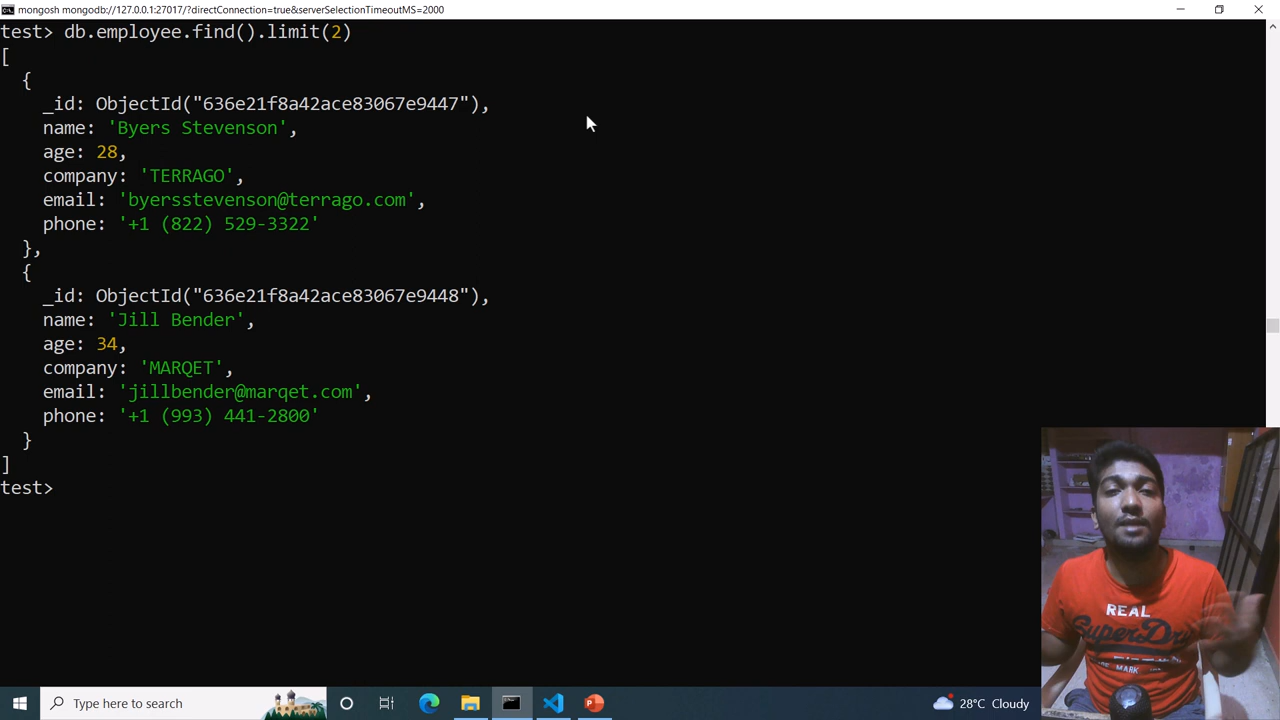 mongosh mongodb://127.0.0.1:27017/?directConnection=true&serverSelectionTimeoutMS=2000
test> db.employee.find().limit(2)
[
{
_id: ObjectId("636e21f8a42ace83067e9447"),
name: 'Byers Stevenson',
age: 28,
company: 'TERRAGO',
email: 'byersstevenson@terrago.com',
phone: '+1 (822) 529-3322'
},
{
_id: ObjectId("636e21f8a42ace83067e9448"),
name: 'Jill Bender',
age: 34,
company: 'MARQET',
email: 'jillbender@marqet.com',
phone: '+1 (993) 441-2800'
}
]
test>
REAL
SuperDry
MARK
Type here to search
28°C Cloudy